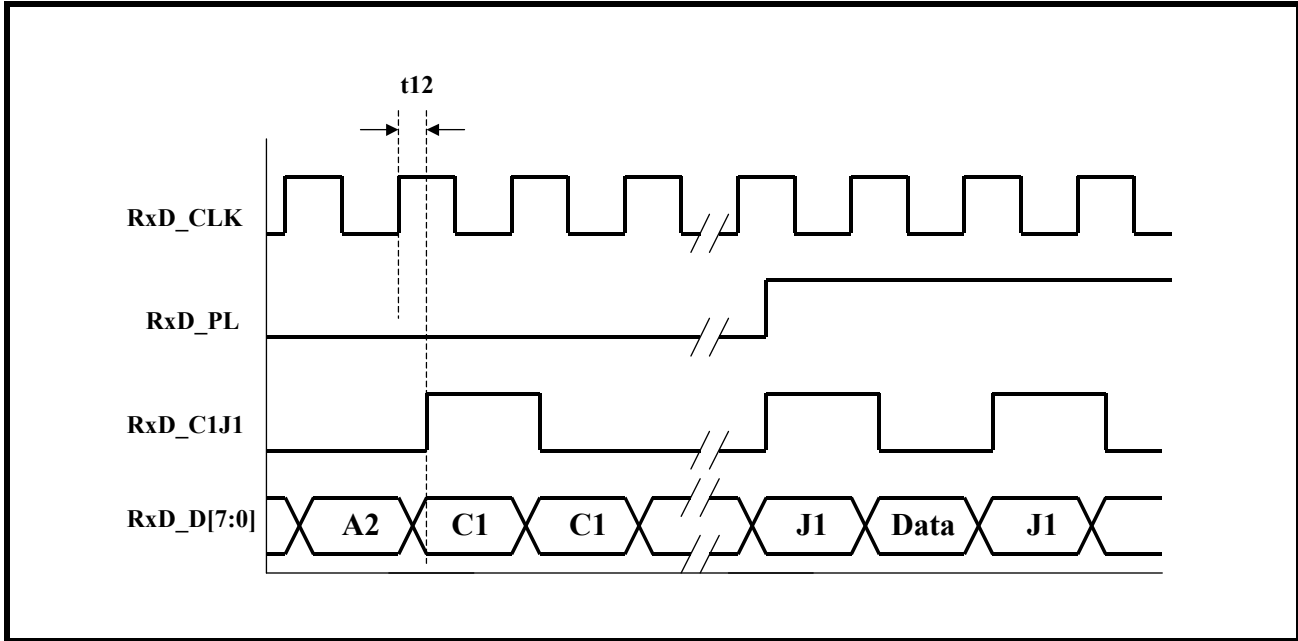 t12
RxD_CLK
RxD_PL
RxD_C1J1
RxD_D[7:0] A2 C1 C1 J1 Data J1